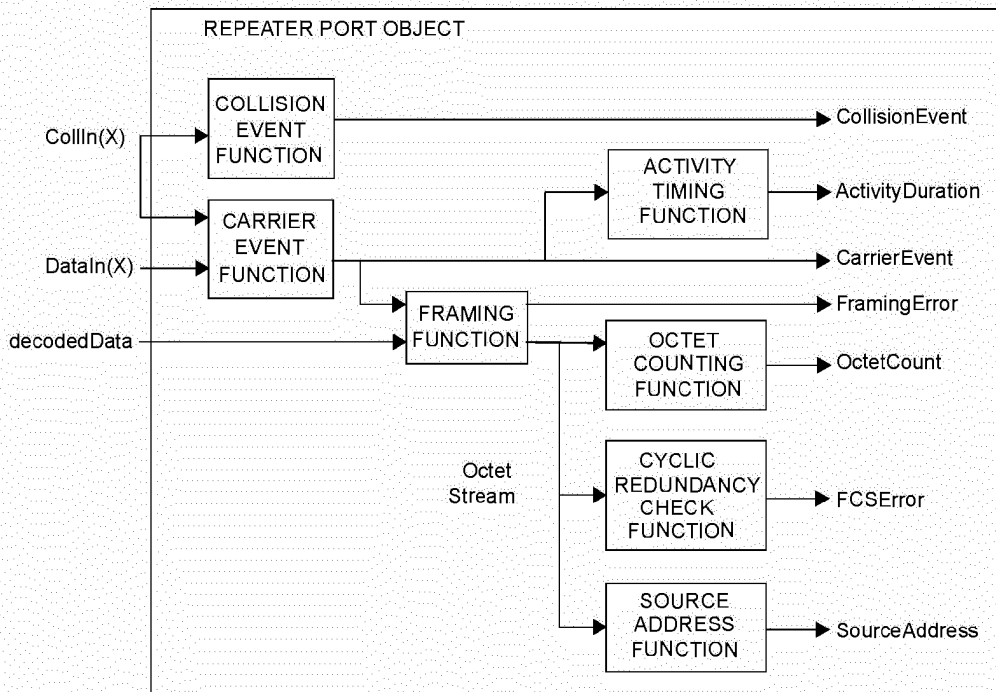 REPEATER PORT OBJECT
COLLISION
EVENT
FUNCTION
CollIn(X)
CollisionEvent
ACTIVITY
TIMING
FUNCTION
ActivityDuration
CARRIER
EVENT
FUNCTION
DataIn(X)
CarrierEvent
FramingError
FRAMING
FUNCTION
decodedData
OCTET
COUNTING
FUNCTION
OctetCount
Octet
Stream
CYCLIC
REDUNDANCY
CHECK
FUNCTION
FCSError
SOURCE
ADDRESS
FUNCTION
SourceAddress